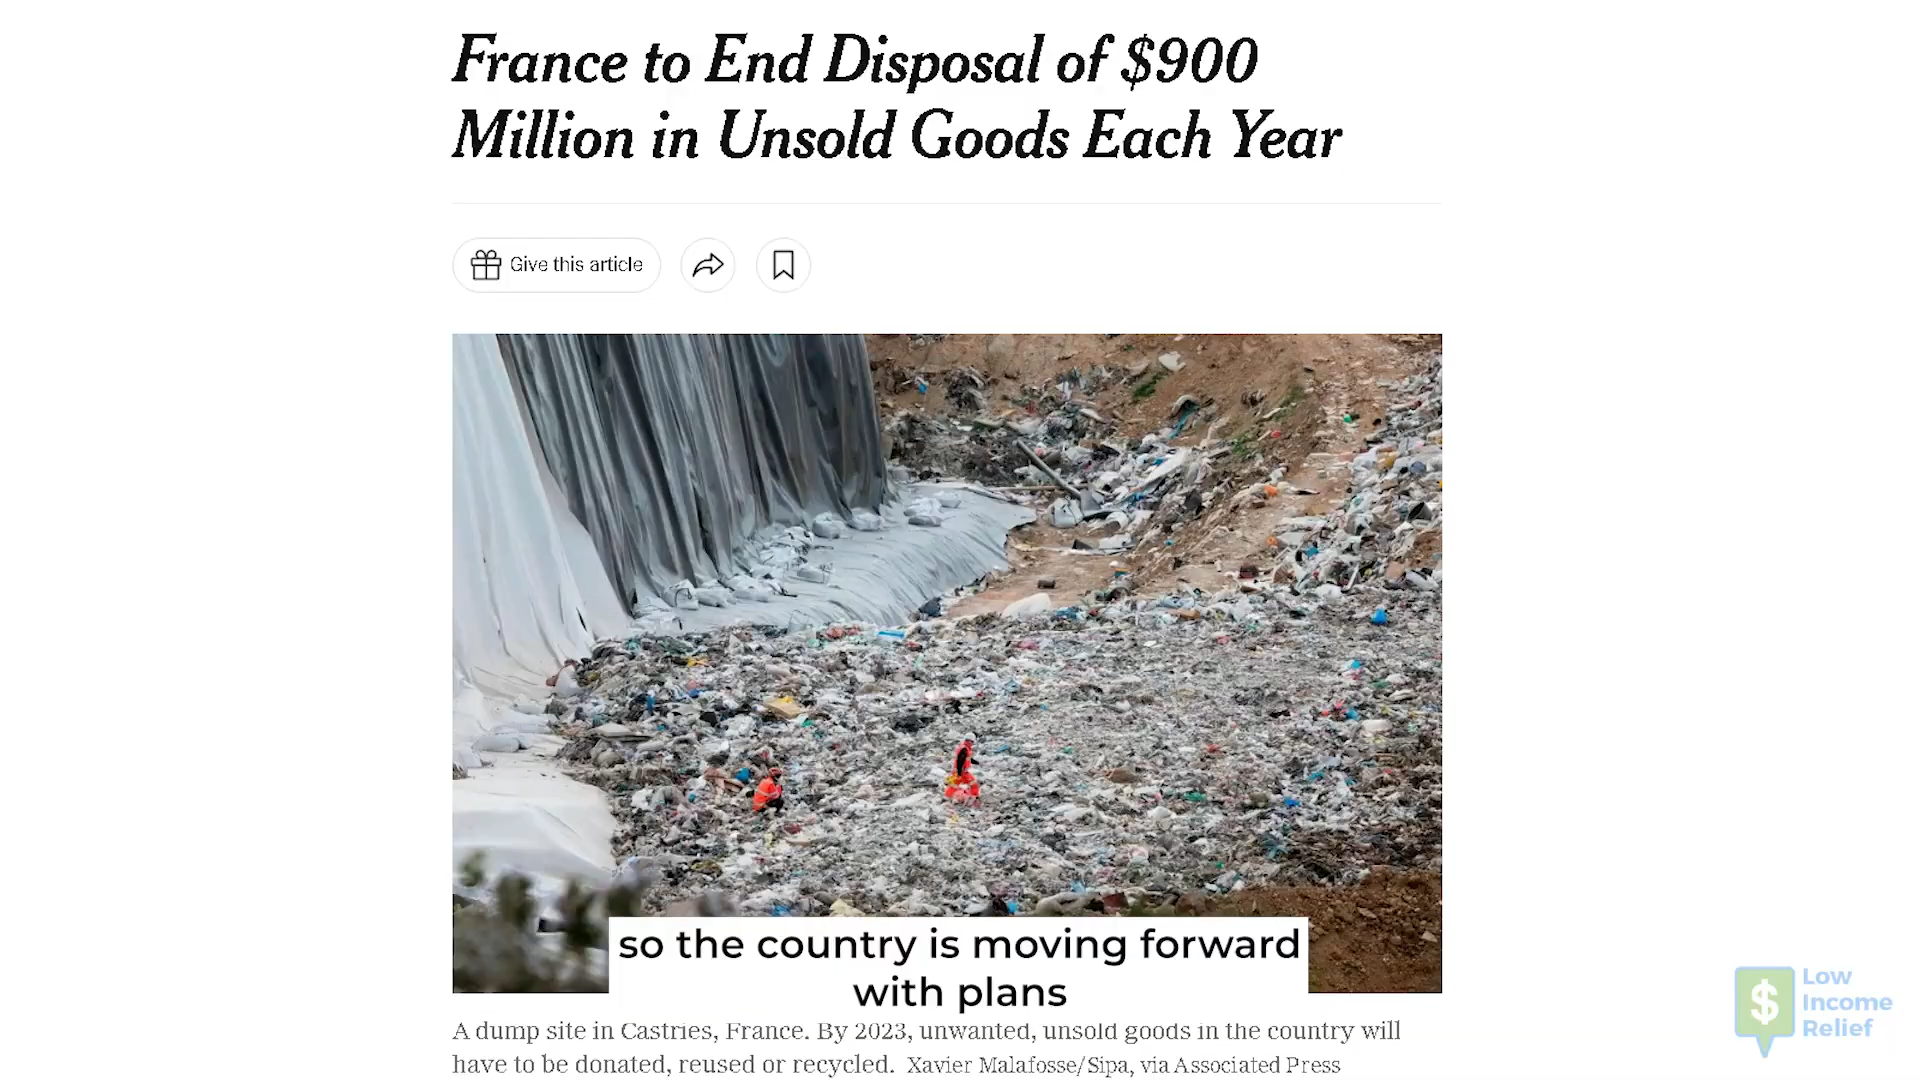 France to End Disposal of $900
Million in Unsold Goods Each Year
Give this article
so the country is moving forward
with plans
A dump site in Castries, France. By 2023, unwanted, unsold goods in the country will
have to be donated, reused or recycled. Xavier Malafosse/Sipa, via Associated Press
$
Low
Income
Relief